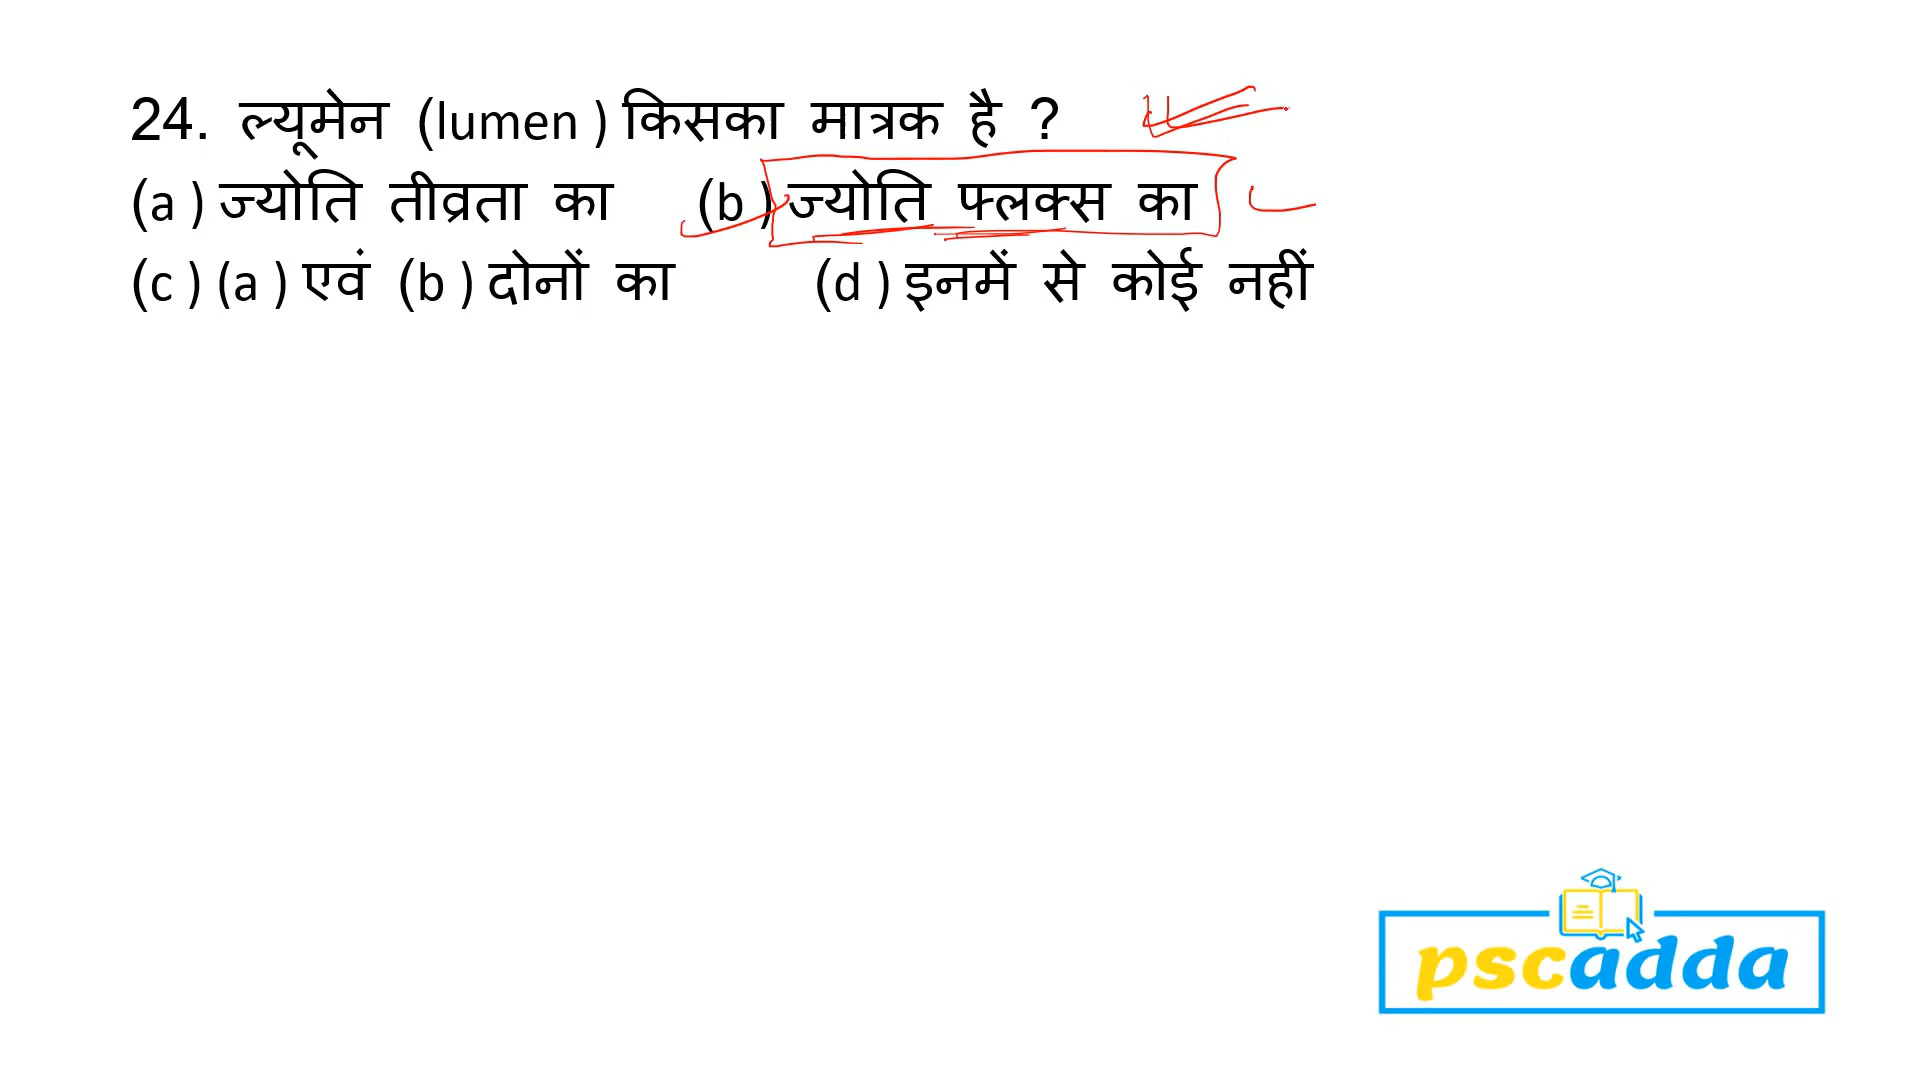 24. ल्यूमेन (lumen ) किसका मात्रक है ?
(a ) ज्योति तीव्रता का (b ) ज्योति फ्लक्स का
(c ) (a ) एवं (b ) दोनों का (d ) इनमें से कोई नहीं
pscadda